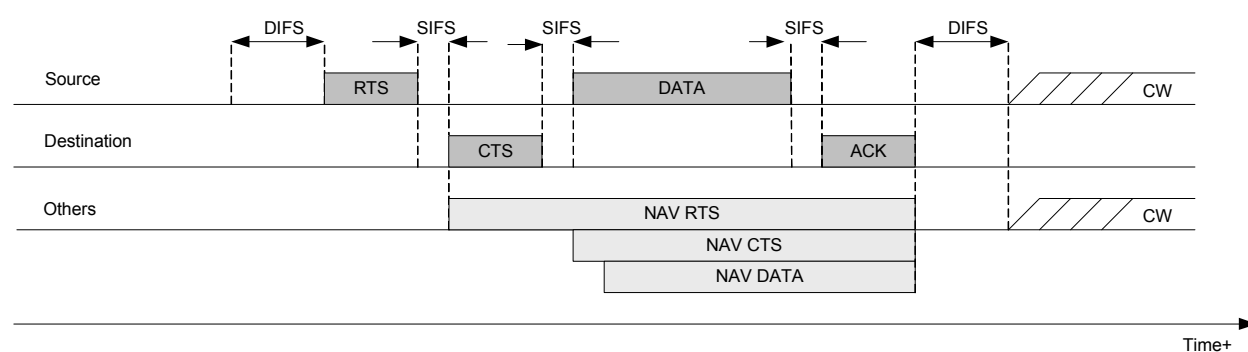 DIFS SIFS SIFS SIFS DIFS
Source RTS DATA CW
Destination CTS ACK
Others NAV RTS CW
NAV CTS
NAV DATA
Time+